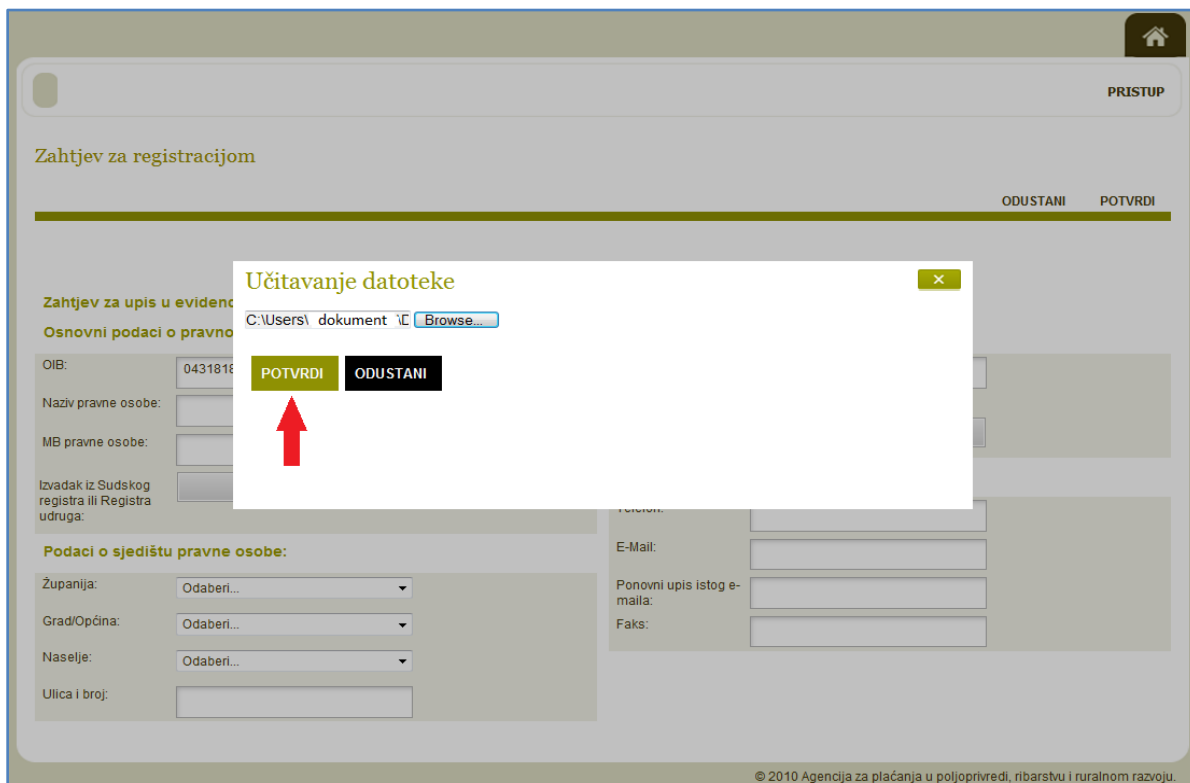 PRISTUP
Zahtjev za registracijom
ODUSTANI POTVRDI
Učitavanje datoteke
C:\Users\ dokument \D Browse...
POTVRDI ODUSTANI
Zahtjev za upis u evidenc
Osnovni podaci o pravno
OIB: 0431818
Naziv pravne osobe:
MB pravne osobe:
Izvadak iz Sudskog
registra ili Registra
udruga:
Podaci o sjedištu pravne osobe:
Županija: Odaberi...
Grad/Općina: Odaberi...
Naselje: Odaberi...
Ulica i broj:
Telefon:
E-Mail:
Ponovni upis istog e-
maila:
Faks:
© 2010 Agencija za plaćanja u poljoprivredi, ribarstvu i ruralnom razvoju.